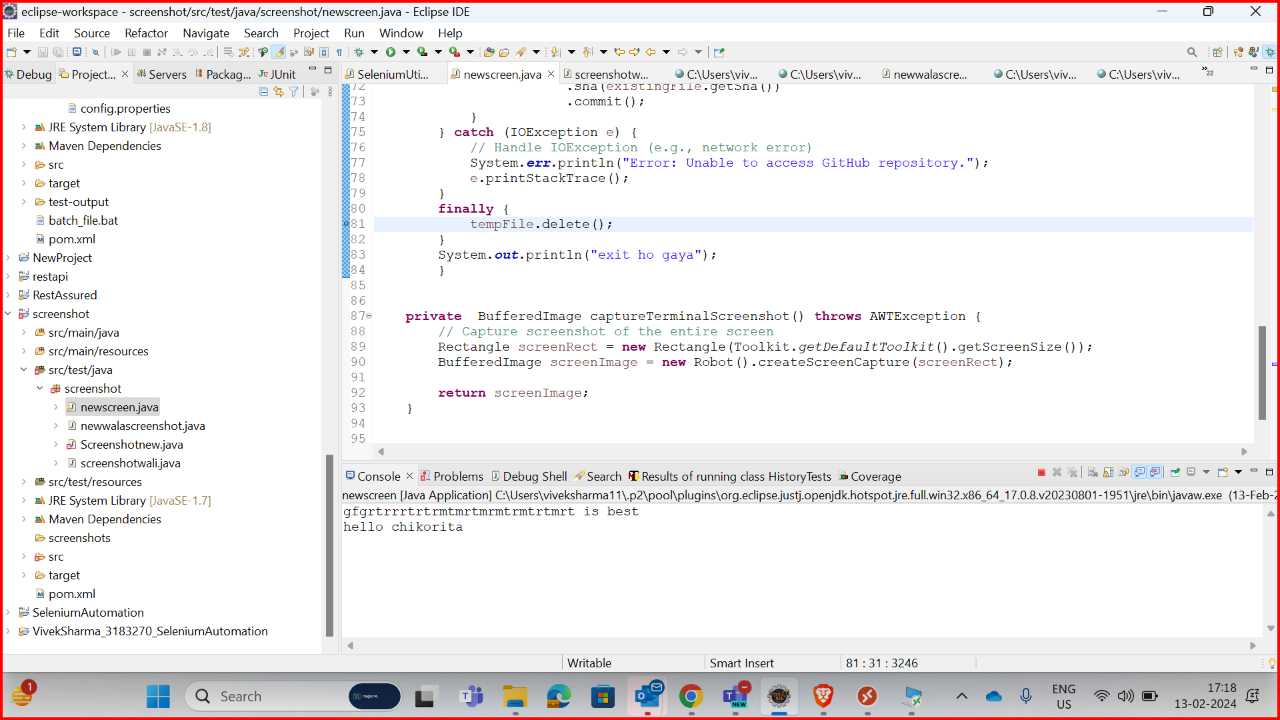 eclipse-workspace - screenshot/src/test/java/screenshot/newscreen.java - Eclipse IDE
File Edit Source Refactor Navigate Search Project Run Window Help
Debug Project... Servers Packag... JUnit
SeleniumUti... newscreen.java screenshotw... C:\Users\viv... C:\Users\viv... newwalascre... C:\Users\viv... C:\Users\viv... 22
config.properties
JRE System Library [JavaSE-1.8]
Maven Dependencies
src
target
test-output
batch_file.bat
pom.xml
NewProject
restapi
RestAssured
screenshot
src/main/java
src/main/resources
src/test/java
screenshot
newscreen.java
newwalascreenshot.java
Screenshotnew.java
screenshotwali.java
src/test/resources
JRE System Library [JavaSE-1.7]
Maven Dependencies
screenshots
src
target
pom.xml
SeleniumAutomation
VivekSharma_3183270_SeleniumAutomation
72 .sha(existingFile.getSha())
73 .commit();
74 }
75 } catch (IOException e) {
76 // Handle IOException (e.g., network error)
77 System.err.println("Error: Unable to access GitHub repository.");
78 e.printStackTrace();
79 }
80 finally {
81 tempFile.delete();
82 }
83 System.out.println("exit ho gaya");
84 }
85
86
87 private BufferedImage captureTerminalScreenshot() throws AWTException {
88 // Capture screenshot of the entire screen
89 Rectangle screenRect = new Rectangle(Toolkit.getDefaultToolkit().getScreenSize());
90 BufferedImage screenImage = new Robot().createScreenCapture(screenRect);
91
92 return screenImage;
93 }
94
95
Console Problems Debug Shell Search Results of running class HistoryTests Coverage
newscreen [Java Application] C:\Users\viveksharma11\.p2\pool\plugins\org.eclipse.justj.openjdk.hotspot.jre.full.win32.x86_64_17.0.8.v20230801-1951\jre\bin\javaw.exe (13-Feb-2
gfgrtrrrtrtrmtmrtmrmtrmtrtmrt is best
hello chikorita
Writable Smart Insert 81 : 31 : 3246
1 Search NEW ENG US 17:18 13-02-2024